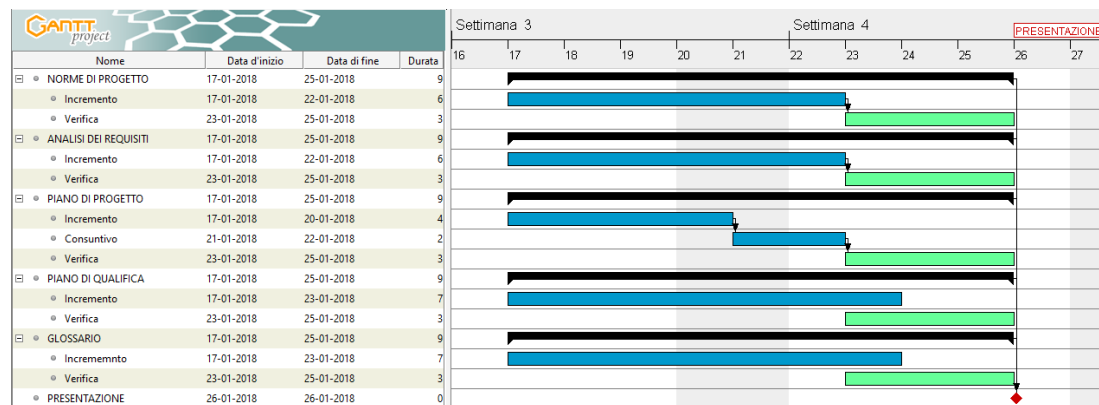 GANTT
project
Settimana 3 Settimana 4
PRESENTAZIONE
16 17 18 19 20 21 22 23 24 25 26 27
Nome Data d'inizio Data di fine Durata
NORME DI PROGETTO 17-01-2018 25-01-2018 9
Incremento 17-01-2018 22-01-2018 6
Verifica 23-01-2018 25-01-2018 3
ANALISI DEI REQUISITI 17-01-2018 25-01-2018 9
Incremento 17-01-2018 22-01-2018 6
Verifica 23-01-2018 25-01-2018 3
PIANO DI PROGETTO 17-01-2018 25-01-2018 9
Incremento 17-01-2018 20-01-2018 4
Consuntivo 21-01-2018 22-01-2018 2
Verifica 23-01-2018 25-01-2018 3
PIANO DI QUALIFICA 17-01-2018 25-01-2018 9
Incremento 17-01-2018 23-01-2018 7
Verifica 23-01-2018 25-01-2018 3
GLOSSARIO 17-01-2018 25-01-2018 9
Incrememnto 17-01-2018 23-01-2018 7
Verifica 23-01-2018 25-01-2018 3
PRESENTAZIONE 26-01-2018 26-01-2018 0